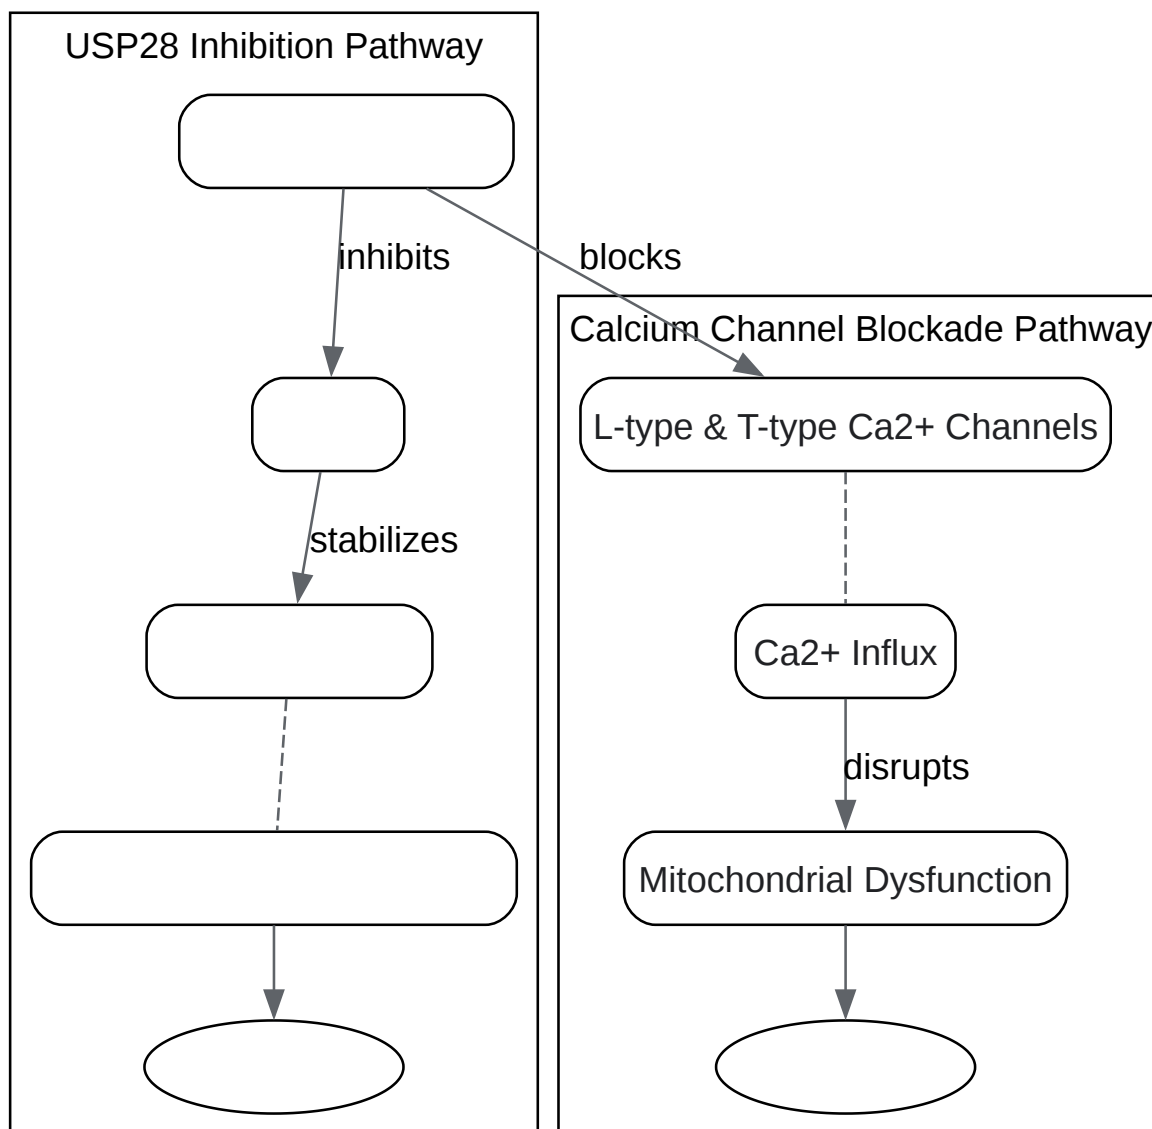 USP28 Inhibition Pathway
inhibits
blocks
Calcium Channel Blockade Pathway
L-type & T-type Ca2+ Channels
stabilizes
Ca2+ Influx
disrupts
Mitochondrial Dysfunction